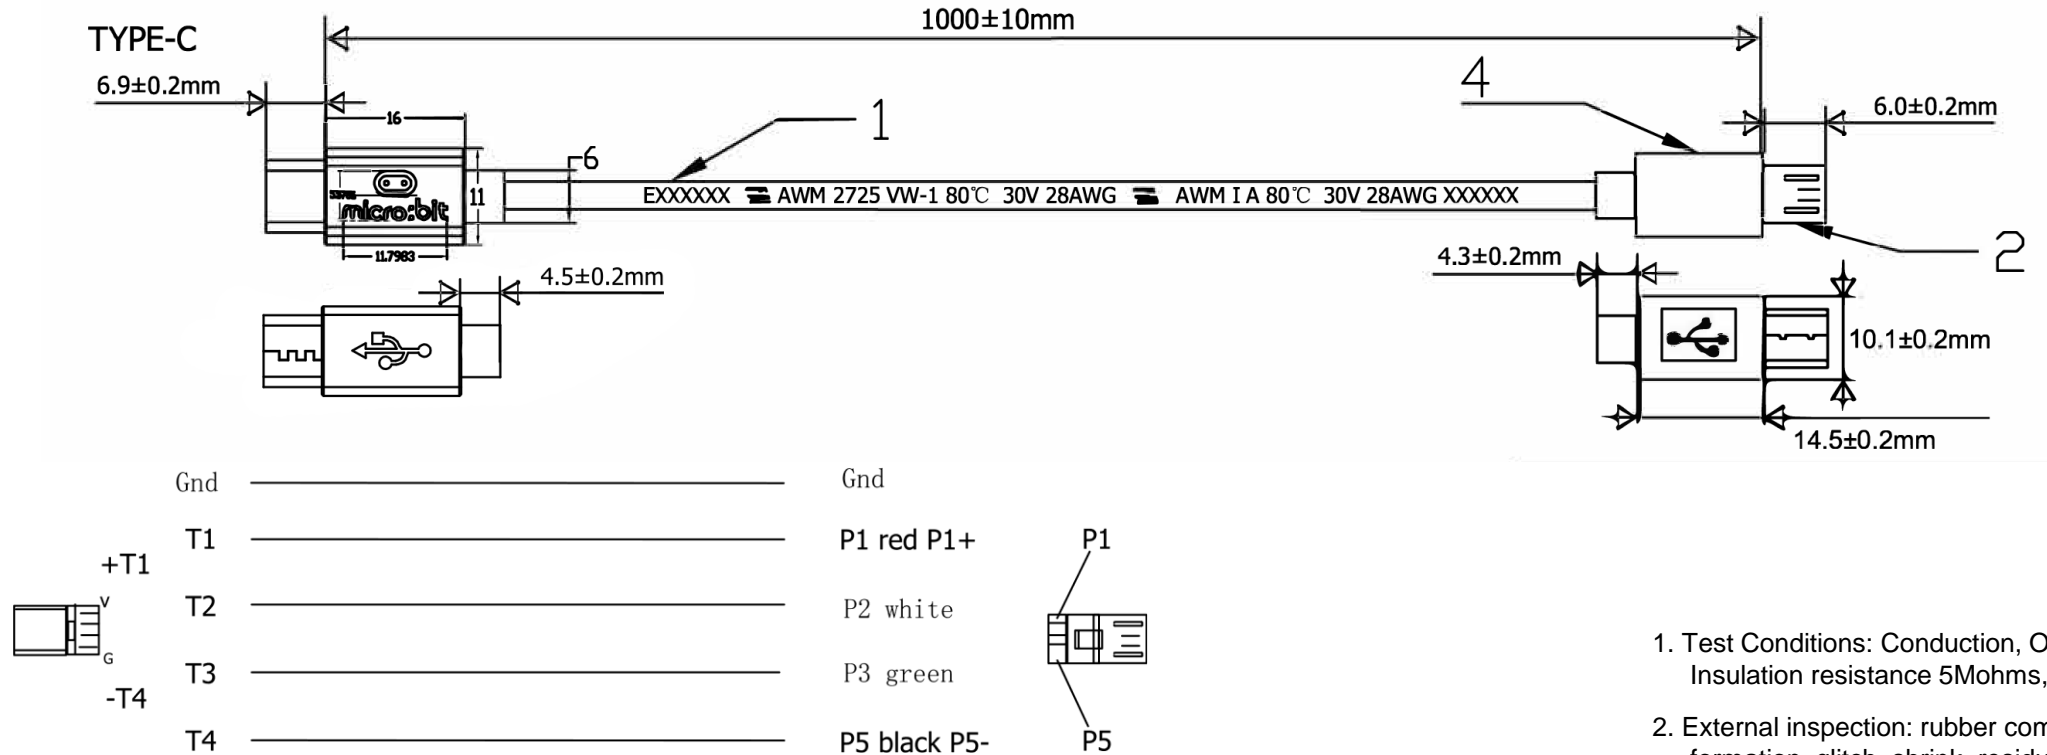 1000±10mm
TYPE-C
6.9±0.2mm
4
6.0±0.2mm
16
1
6
EXXXXXX AWM 2725 VW-1 80℃ 30V 28AWG AWM I A 80℃ 30V 28AWG XXXXXX
11
micro:bit
2
11.7983
4.5±0.2mm
4.3±0.2mm
10.1±0.2mm
14.5±0.2mm
Gnd Gnd
T1 P1 red P1+ P1
+T1
V
T2 P2 white
G
T3 P3 green
-T4
T4 P5 black P5- P5
1. Test Conditions: Conduction, O
Insulation resistance 5Mohms,
2. External inspection: rubber